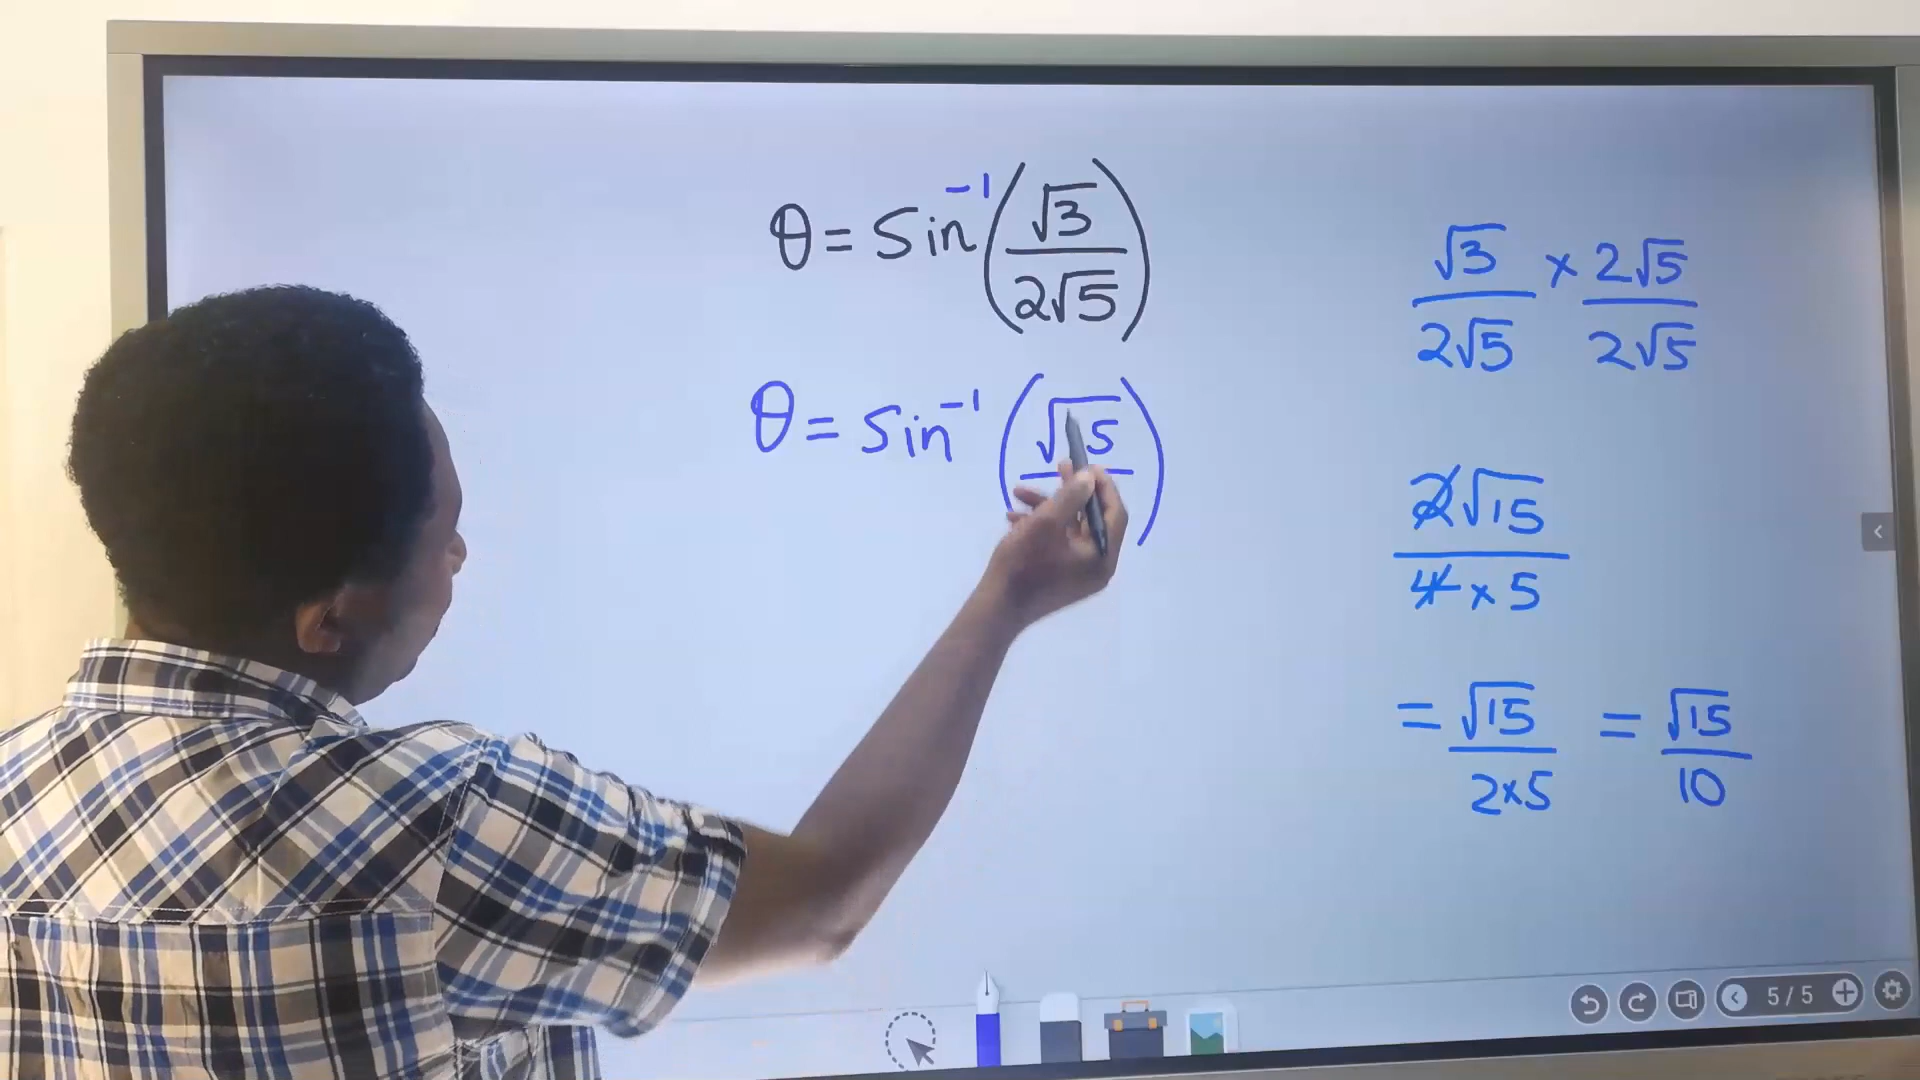 θ = Sin⁻¹(√3/2√5)
θ = Sin⁻¹(√15/
√3/2√5 × 2√5/2√5
2√15/4 × 5
= √15/2×5 = √15/10
5/5